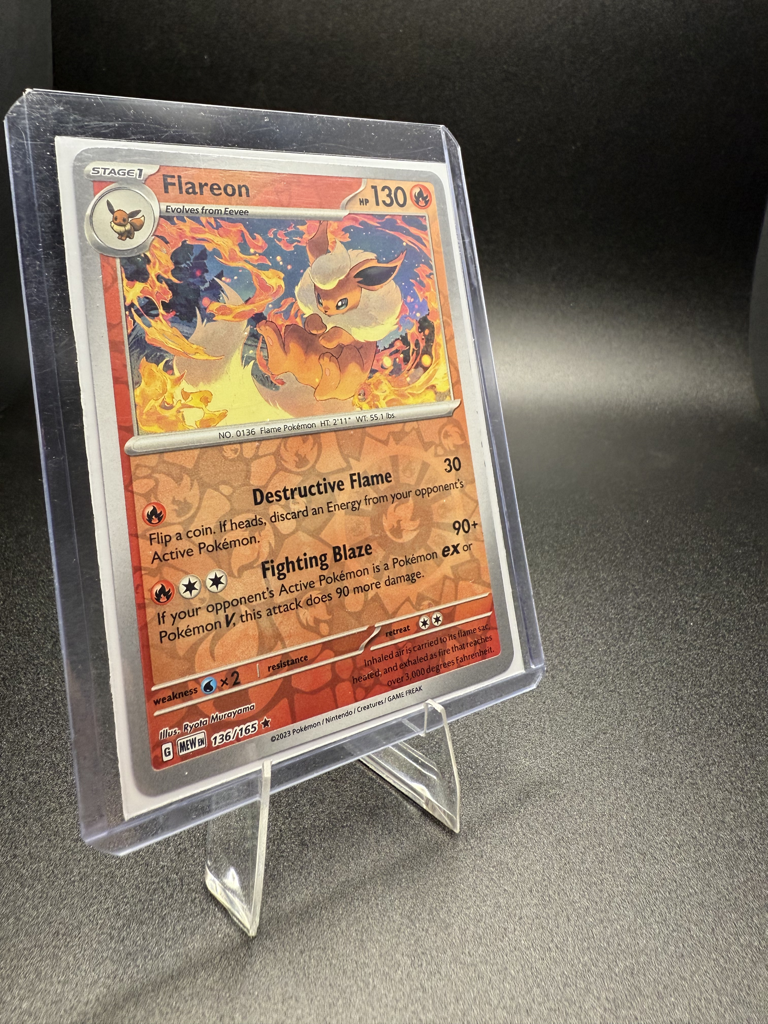 STAGE 1
Flareon
HP 130
Evolves from Eevee
NO. 0136 Flame Pokémon HT: 2'11" WT: 55.1 lbs.
Destructive Flame 30
Flip a coin. If heads, discard an Energy from your opponent's
Active Pokémon.
Fighting Blaze 90+
If your opponent's Active Pokémon is a Pokémon ex or
Pokémon V, this attack does 90 more damage.
weakness ×2 resistance retreat
Inhaled air is carried to its flame sac,
heated, and exhaled as fire that reaches
over 3,000 degrees Fahrenheit.
Illus. Ryota Murayama
G MEW EN 136/165 ★
©2023 Pokémon / Nintendo / Creatures / GAME FREAK